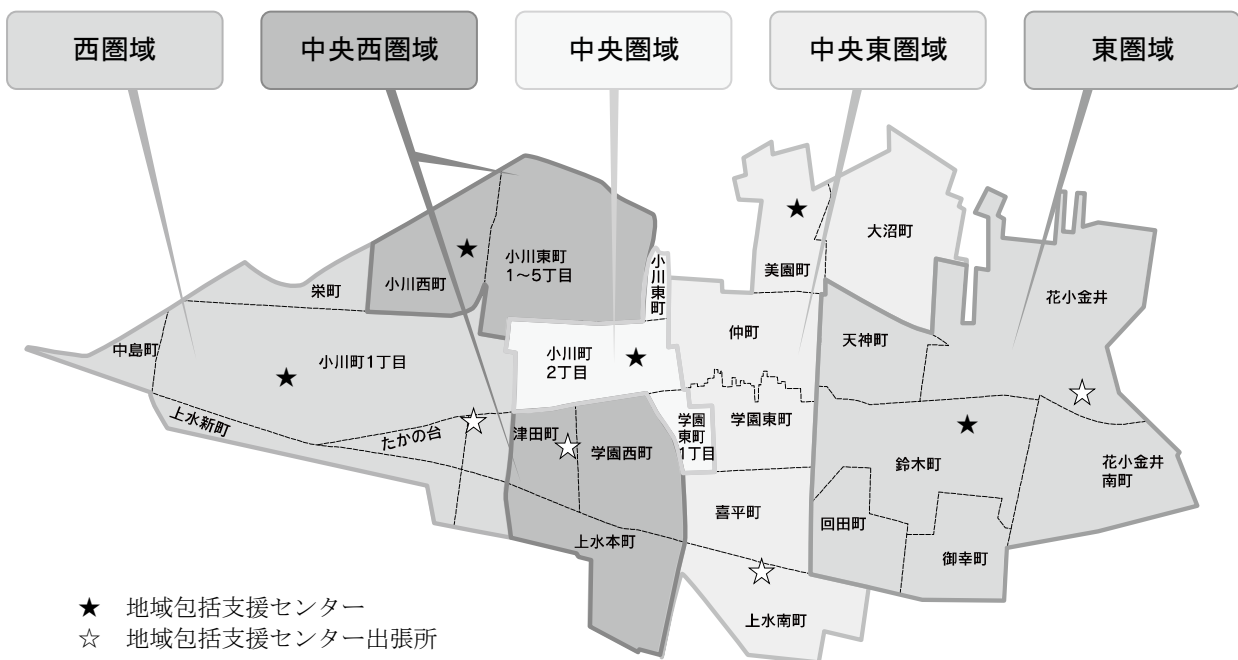 西圏域
中央西圏域
中央圏域
中央東圏域
東圏域
大沼町
美園町
小川東町
1〜5丁目
小川東町
小川西町
栄町
花小金井
仲町
天神町
中島町
小川町1丁目
小川町
2丁目
上水新町
たかの台
津田町
学園西町
学園
東町
1丁目
学園東町
鈴木町
花小金井
南町
喜平町
回田町
御幸町
上水本町
上水南町
★ 地域包括支援センター
☆ 地域包括支援センター出張所